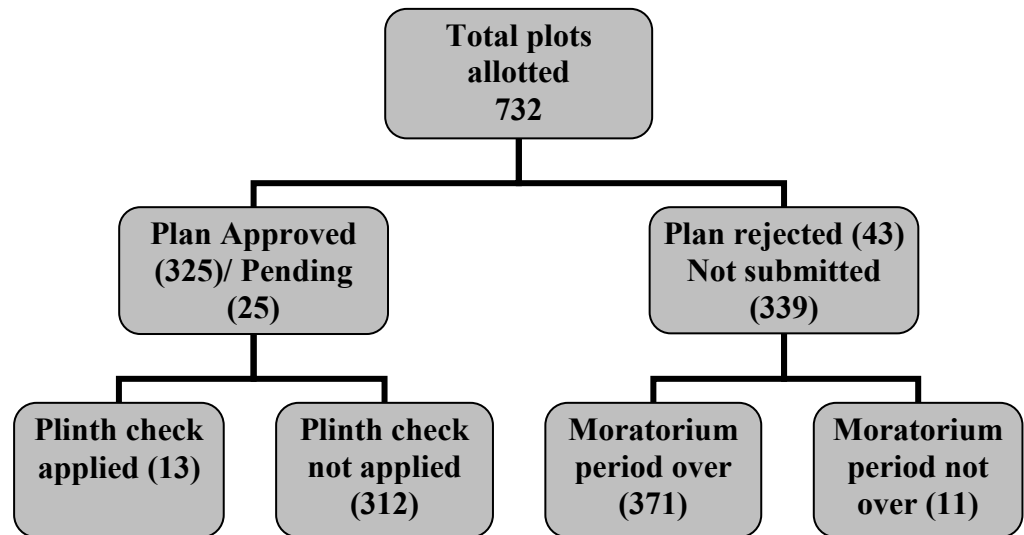 Total plots
allotted
732
Plan Approved
(325)/ Pending
(25)
Plan rejected (43)
Not submitted
(339)
Plinth check
applied (13)
Plinth check
not applied
(312)
Moratorium
period over
(371)
Moratorium
period not
over (11)